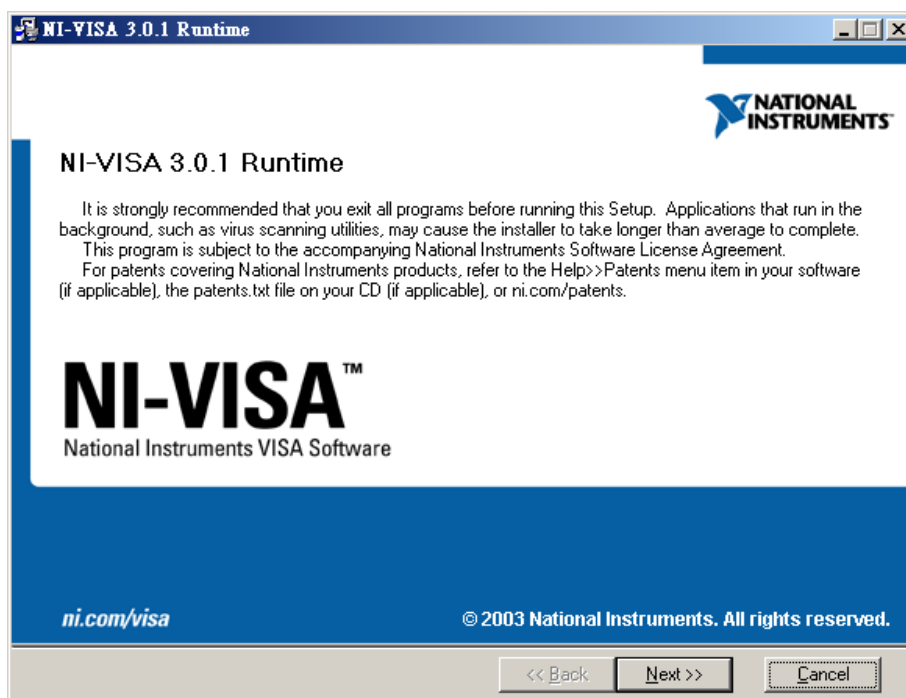 NI-VISA 3.0.1 Runtime
NATIONAL
INSTRUMENTS™
NI-VISA 3.0.1 Runtime
It is strongly recommended that you exit all programs before running this Setup. Applications that run in the
background, such as virus scanning utilities, may cause the installer to take longer than average to complete.
This program is subject to the accompanying National Instruments Software License Agreement.
For patents covering National Instruments products, refer to the Help>>Patents menu item in your software
(if applicable), the patents.txt file on your CD (if applicable), or ni.com/patents.
NI-VISA™
National Instruments VISA Software
ni.com/visa
© 2003 National Instruments. All rights reserved.
<< Back
Next >>
Cancel